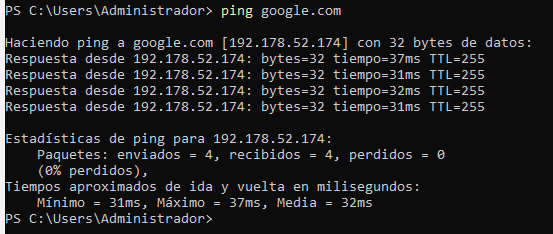 PS C:\Users\Administrador> ping google.com
Haciendo ping a google.com [192.178.52.174] con 32 bytes de datos:
Respuesta desde 192.178.52.174: bytes=32 tiempo=37ms TTL=255
Respuesta desde 192.178.52.174: bytes=32 tiempo=31ms TTL=255
Respuesta desde 192.178.52.174: bytes=32 tiempo=32ms TTL=255
Respuesta desde 192.178.52.174: bytes=32 tiempo=31ms TTL=255
Estadísticas de ping para 192.178.52.174:
    Paquetes: enviados = 4, recibidos = 4, perdidos = 0
    (0% perdidos),
Tiempos aproximados de ida y vuelta en milisegundos:
    Mínimo = 31ms, Máximo = 37ms, Media = 32ms
PS C:\Users\Administrador>